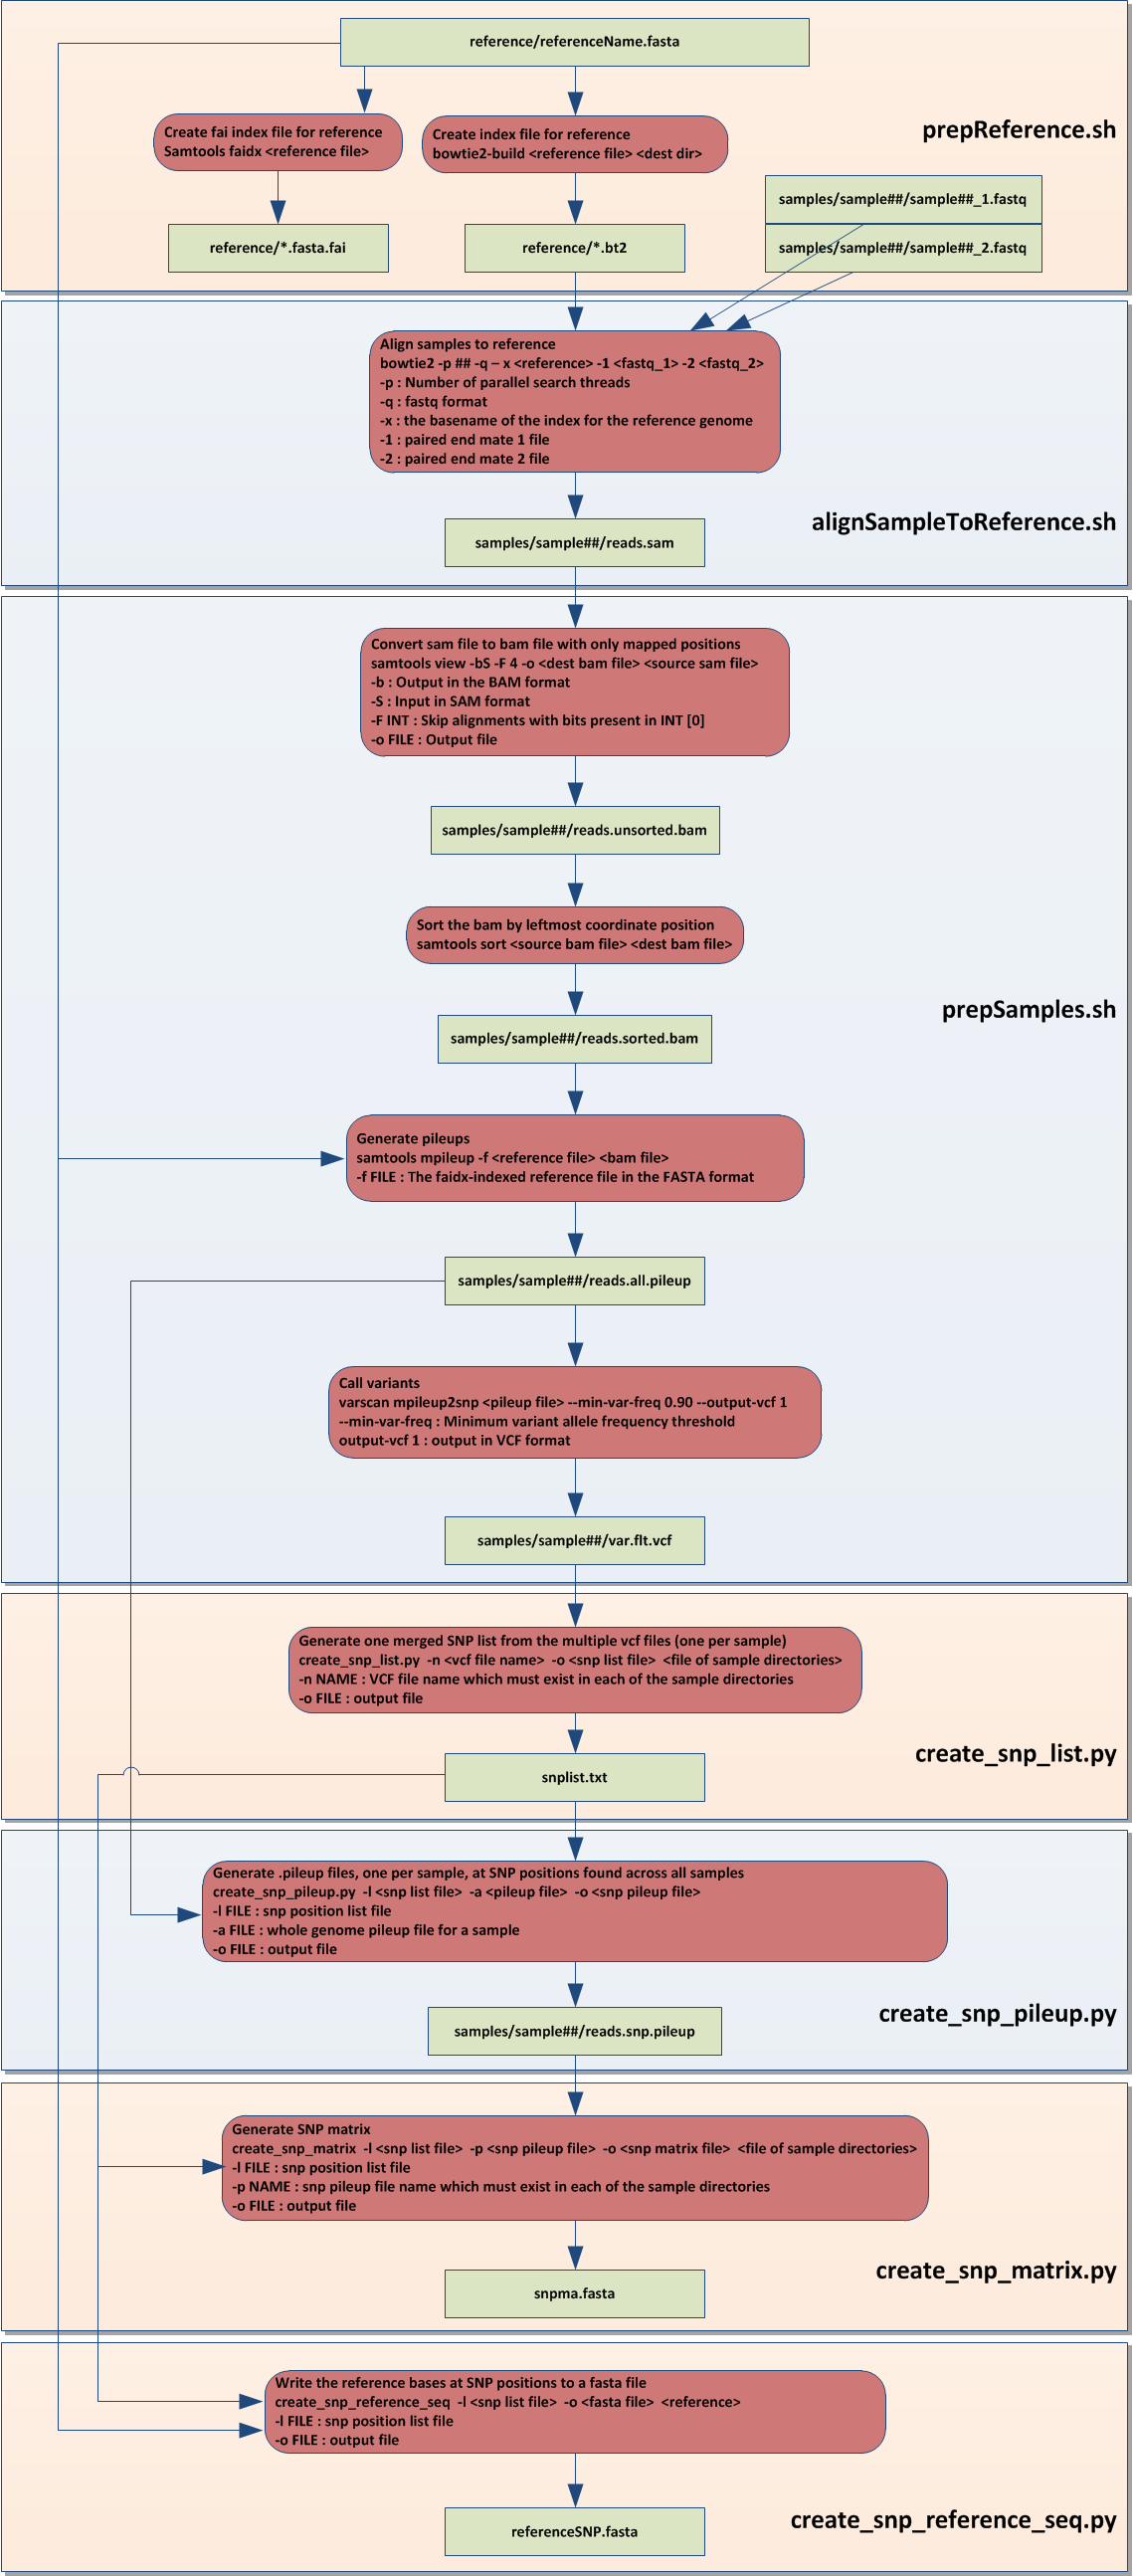 reference/referenceName.fasta
Create fai index file for reference
Samtools faidx <reference file>
Create index file for reference
bowtie2-build <reference file> <dest dir>
prepReference.sh
samples/sample##/sample##_1.fastq
samples/sample##/sample##_2.fastq
reference/*.fasta.fai
reference/*.bt2
Align samples to reference
bowtie2 -p ## -q – x <reference> -1 <fastq_1> -2 <fastq_2>
-p : Number of parallel search threads
-q : fastq format
-x : the basename of the index for the reference genome
-1 : paired end mate 1 file
-2 : paired end mate 2 file
alignSampleToReference.sh
samples/sample##/reads.sam
Convert sam file to bam file with only mapped positions
samtools view -bS -F 4 -o <dest bam file> <source sam file>
-b : Output in the BAM format
-S : Input in SAM format
-F INT : Skip alignments with bits present in INT [0]
-o FILE : Output file
samples/sample##/reads.unsorted.bam
Sort the bam by leftmost coordinate position
samtools sort <source bam file> <dest bam file>
prepSamples.sh
samples/sample##/reads.sorted.bam
Generate pileups
samtools mpileup -f <reference file> <bam file>
-f FILE : The faidx-indexed reference file in the FASTA format
samples/sample##/reads.all.pileup
Call variants
varscan mpileup2snp <pileup file> --min-var-freq 0.90 --output-vcf 1
--min-var-freq : Minimum variant allele frequency threshold
output-vcf 1 : output in VCF format
samples/sample##/var.flt.vcf
Generate one merged SNP list from the multiple vcf files (one per sample)
create_snp_list.py -n <vcf file name> -o <snp list file> <file of sample directories>
-n NAME : VCF file name which must exist in each of the sample directories
-o FILE : output file
create_snp_list.py
snplist.txt
Generate .pileup files, one per sample, at SNP positions found across all samples
create_snp_pileup.py -l <snp list file> -a <pileup file> -o <snp pileup file>
-l FILE : snp position list file
-a FILE : whole genome pileup file for a sample
-o FILE : output file
create_snp_pileup.py
samples/sample##/reads.snp.pileup
Generate SNP matrix
create_snp_matrix -l <snp list file> -p <snp pileup file> -o <snp matrix file> <file of sample directories>
-l FILE : snp position list file
-p NAME : snp pileup file name which must exist in each of the sample directories
-o FILE : output file
create_snp_matrix.py
snpma.fasta
Write the reference bases at SNP positions to a fasta file
create_snp_reference_seq -l <snp list file> -o <fasta file> <reference>
-l FILE : snp position list file
-o FILE : output file
create_snp_reference_seq.py
referenceSNP.fasta